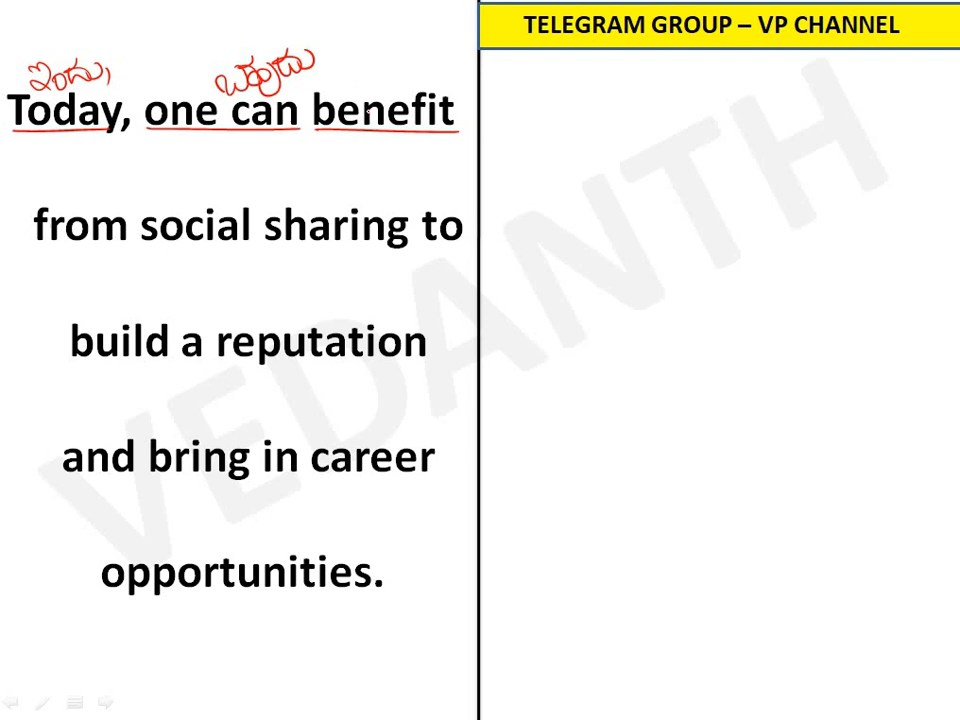 TELEGRAM GROUP – VP CHANNEL
ಇಂದು,
ಬಹುದು
Today, one can benefit
from social sharing to
build a reputation
and bring in career
opportunities.
VEDANTH